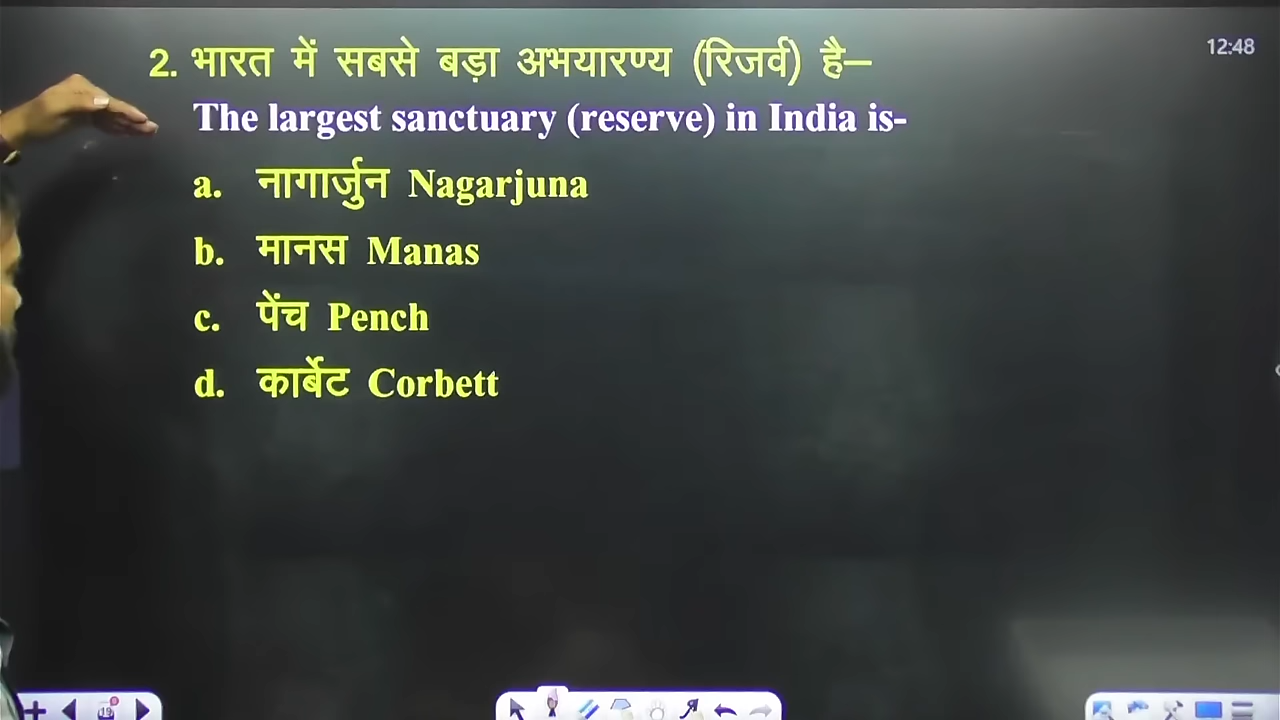 12:48
2. भारत में सबसे बड़ा अभयारण्य (रिजर्व) है–
The largest sanctuary (reserve) in India is-
a. नागार्जुन Nagarjuna
b. मानस Manas
c. पेंच Pench
d. कार्बेट Corbett
19